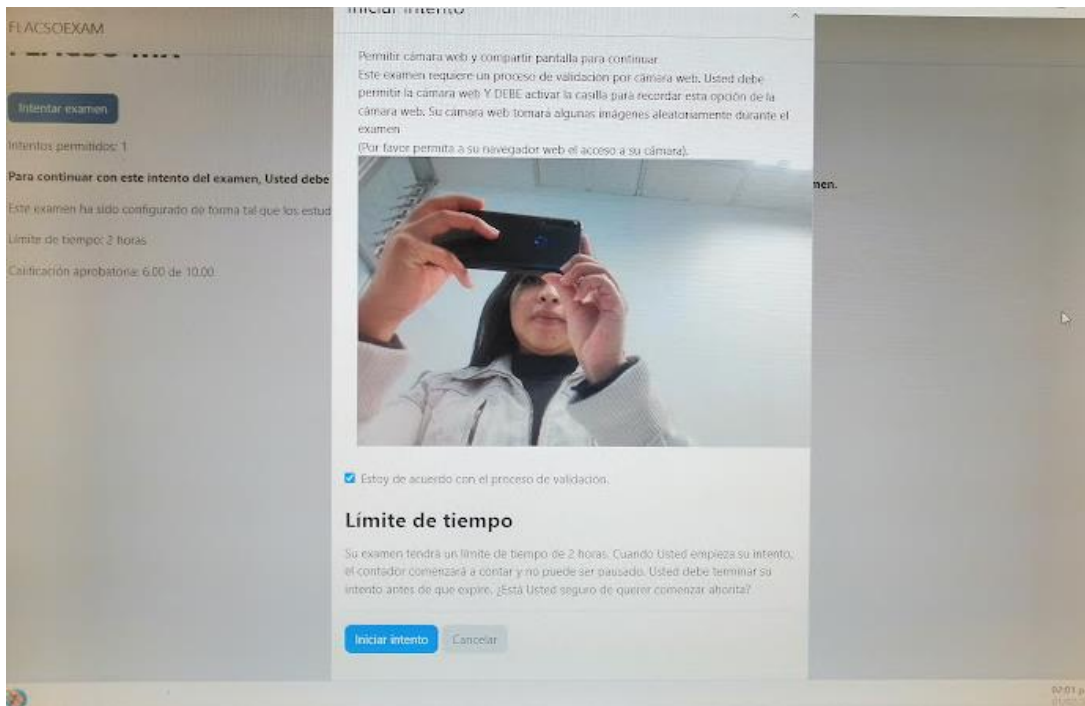 FLACSOEXAM
Iniciar intento
Intentar examen
Intentos permitidos: 1
Para continuar con este intento del examen, Usted debe
men.
Este examen ha sido configurado de forma tal que los estud
Límite de tiempo: 2 horas
Calificación aprobatoria: 6.00 de 10.00
Permitir cámara web y compartir pantalla para continuar
Este examen requiere un proceso de validación por cámara web. Usted debe
permitir la cámara web Y DEBE activar la casilla para recordar esta opción de la
cámara web. Su cámara web tomará algunas imágenes aleatoriamente durante el
examen
(Por favor permita a su navegador web el acceso a su cámara).
Estoy de acuerdo con el proceso de validación.
Límite de tiempo
Su examen tendrá un límite de tiempo de 2 horas. Cuando Usted empieza su intento,
el contador comenzará a contar y no puede ser pausado. Usted debe terminar su
intento antes de que expire. ¿Está Usted seguro de querer comenzar ahorita?
Iniciar intento
Cancelar
02:01 p